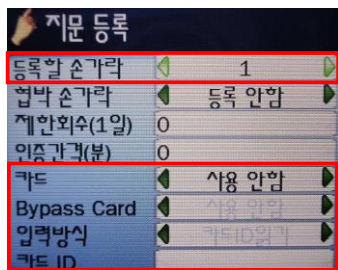 지문 등록
등록할 손가락 1
협박 손가락 등록 안함
제한회수(1일) 0
인증간격(분) 0
카드 사용 안함
Bypass Card 사용 안함
입력방식 카드ID읽기
카드 ID